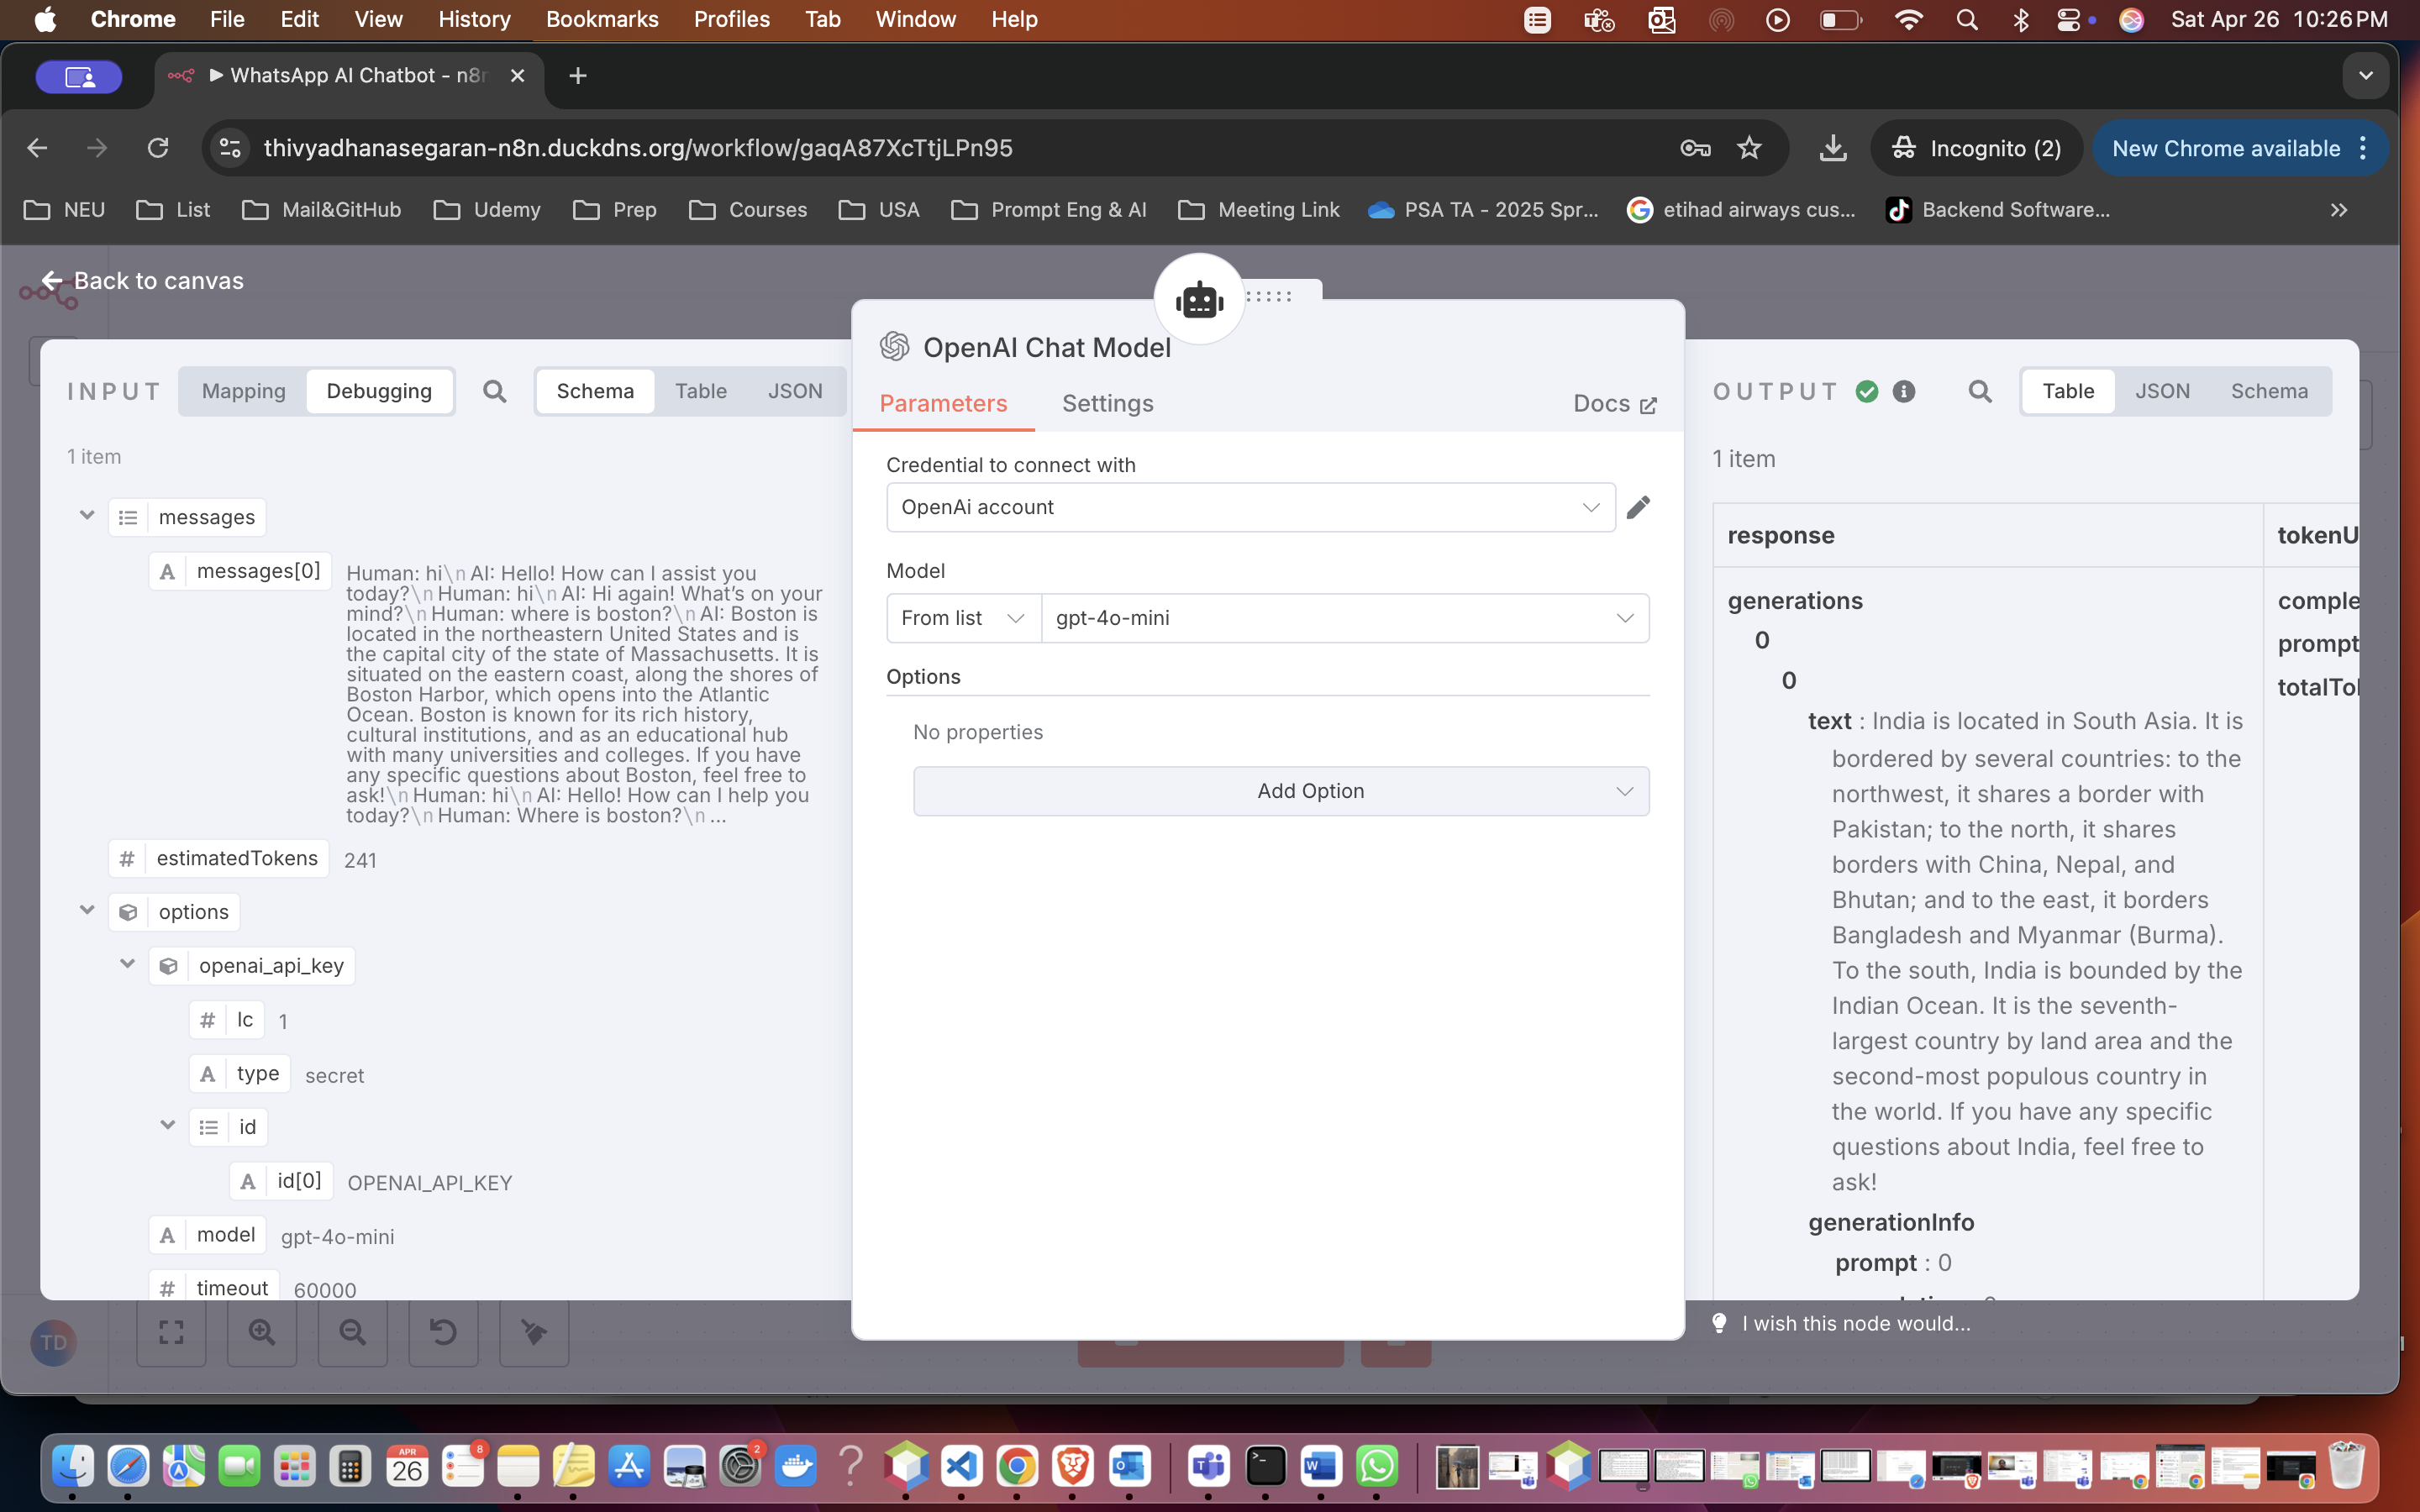 Chrome File Edit View History Bookmarks Profiles Tab Window Help Sat Apr 26 10:26 PM
WhatsApp AI Chatbot - n8n
thivyadhanasegaran-n8n.duckdns.org/workflow/gaqA87XcTtjLPn95 Incognito (2) New Chrome available
NEU List Mail&GitHub Udemy Prep Courses USA Prompt Eng & AI Meeting Link PSA TA - 2025 Spr... etihad airways cus... Backend Software...
Back to canvas
INPUT Mapping Debugging Schema Table JSON
1 item
messages
messages[0] Human: hi\n AI: Hello! How can I assist you
today?\n Human: hi\n AI: Hi again! What's on your
mind?\n Human: where is boston?\n AI: Boston is
located in the northeastern United States and is
the capital city of the state of Massachusetts. It is
situated on the eastern coast, along the shores of
Boston Harbor, which opens into the Atlantic
Ocean. Boston is known for its rich history,
cultural institutions, and as an educational hub
with many universities and colleges. If you have
any specific questions about Boston, feel free to
ask!\n Human: hi\n AI: Hello! How can I help you
today?\n Human: Where is boston?\n ...
# estimatedTokens 241
options
openai_api_key
# lc 1
A type secret
id
A id[0] OPENAI_API_KEY
A model gpt-4o-mini
# timeout 60000
OpenAI Chat Model
Parameters Settings Docs
Credential to connect with
OpenAi account
Model
From list gpt-4o-mini
Options
No properties
Add Option
OUTPUT Table JSON Schema
1 item
response tokenU
generations comple
0 prompt
0 totalTo
text : India is located in South Asia. It is
bordered by several countries: to the
northwest, it shares a border with
Pakistan; to the north, it shares
borders with China, Nepal, and
Bhutan; and to the east, it borders
Bangladesh and Myanmar (Burma).
To the south, India is bounded by the
Indian Ocean. It is the seventh-
largest country by land area and the
second-most populous country in
the world. If you have any specific
questions about India, feel free to
ask!
generationInfo
prompt : 0
I wish this node would...
TD
APR
26
8
2